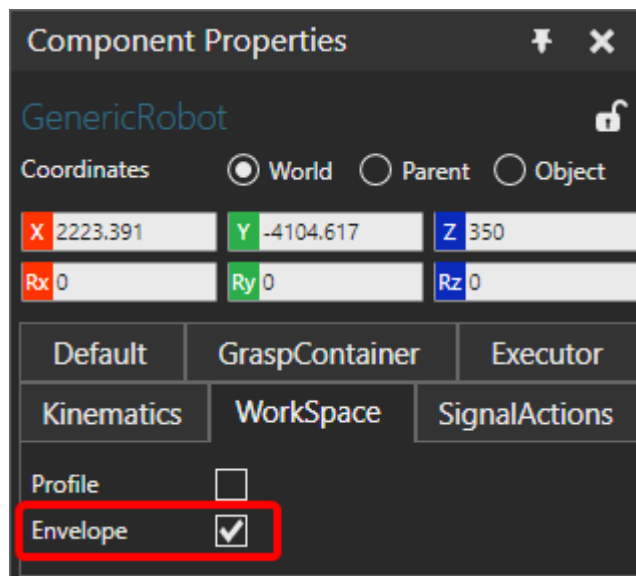 Component Properties
GenericRobot
Coordinates World Parent Object
X 2223.391 Y -4104.617 Z 350
Rx 0 Ry 0 Rz 0
Default GraspContainer Executor
Kinematics WorkSpace SignalActions
Profile
Envelope